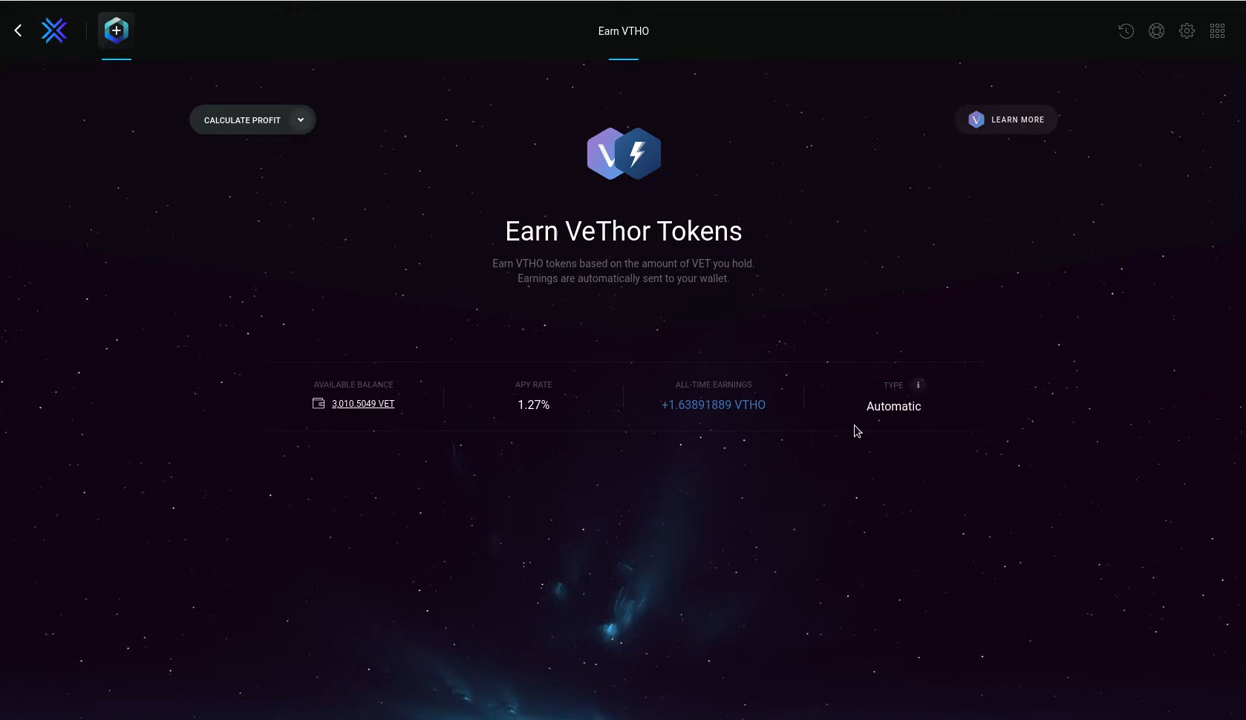 Earn VTHO
CALCULATE PROFIT
LEARN MORE
Earn VeThor Tokens
Earn VTHO tokens based on the amount of VET you hold.
Earnings are automatically sent to your wallet.
AVAILABLE BALANCE
3,010.5049 VET
APY RATE
1.27%
ALL-TIME EARNINGS
+1.63891889 VTHO
TYPE
Automatic